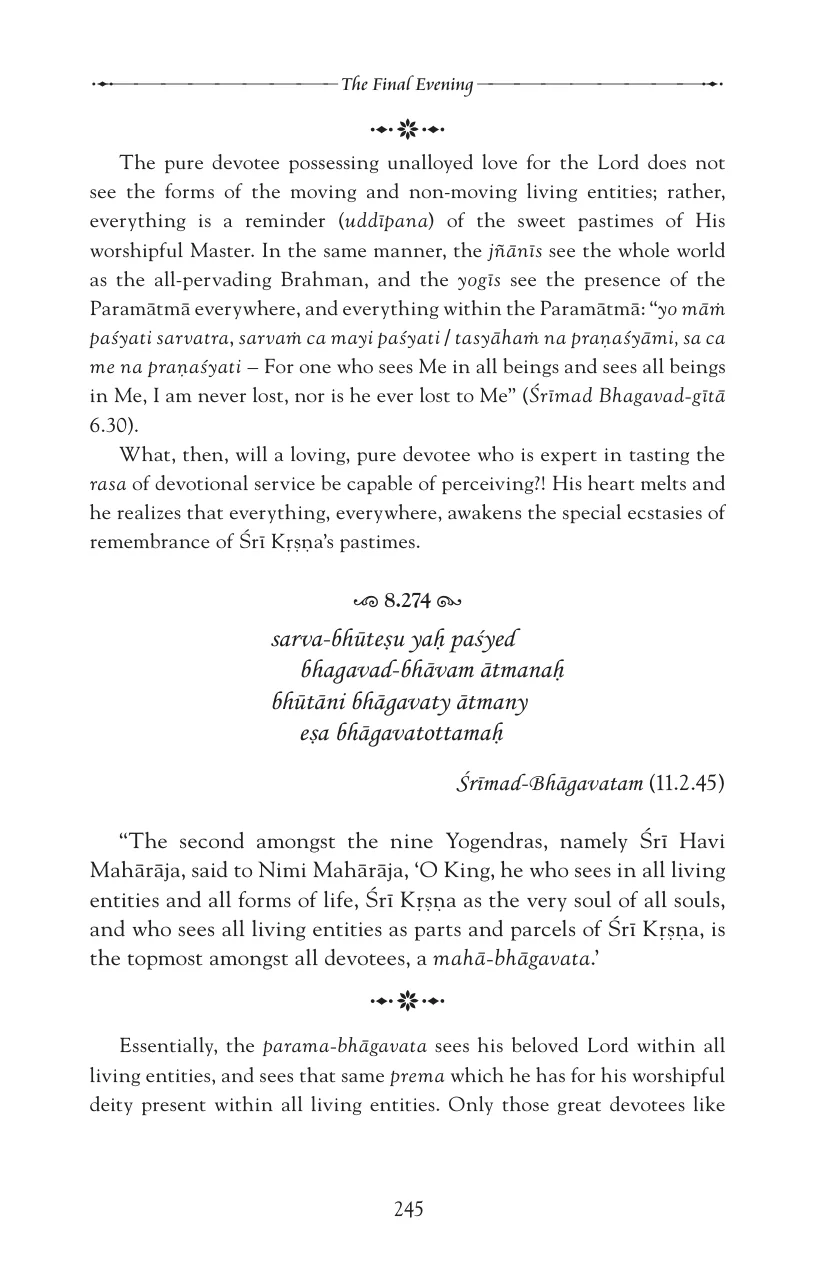 The Final Evening
The pure devotee possessing unalloyed love for the Lord does not
see the forms of the moving and non-moving living entities; rather,
everything is a reminder (uddīpana) of the sweet pastimes of His
worshipful Master. In the same manner, the jñānīs see the whole world
as the all-pervading Brahman, and the yogīs see the presence of the
Paramātmā everywhere, and everything within the Paramātmā: “yo māṁ
paśyati sarvatra, sarvaṁ ca mayi paśyati / tasyāhaṁ na praṇaśyāmi, sa ca
me na praṇaśyati – For one who sees Me in all beings and sees all beings
in Me, I am never lost, nor is he ever lost to Me” (Śrīmad Bhagavad-gītā
6.30).
What, then, will a loving, pure devotee who is expert in tasting the
rasa of devotional service be capable of perceiving?! His heart melts and
he realizes that everything, everywhere, awakens the special ecstasies of
remembrance of Śrī Kṛṣṇa’s pastimes.
8.274
sarva-bhūteṣu yaḥ paśyed
bhagavad-bhāvam ātmanaḥ
bhūtāni bhāgavaty ātmany
eṣa bhāgavatottamaḥ
Śrīmad-Bhāgavatam (11.2.45)
“The second amongst the nine Yogendras, namely Śrī Havi
Mahārāja, said to Nimi Mahārāja, ‘O King, he who sees in all living
entities and all forms of life, Śrī Kṛṣṇa as the very soul of all souls,
and who sees all living entities as parts and parcels of Śrī Kṛṣṇa, is
the topmost amongst all devotees, a mahā-bhāgavata.’
Essentially, the parama-bhāgavata sees his beloved Lord within all
living entities, and sees that same prema which he has for his worshipful
deity present within all living entities. Only those great devotees like
245